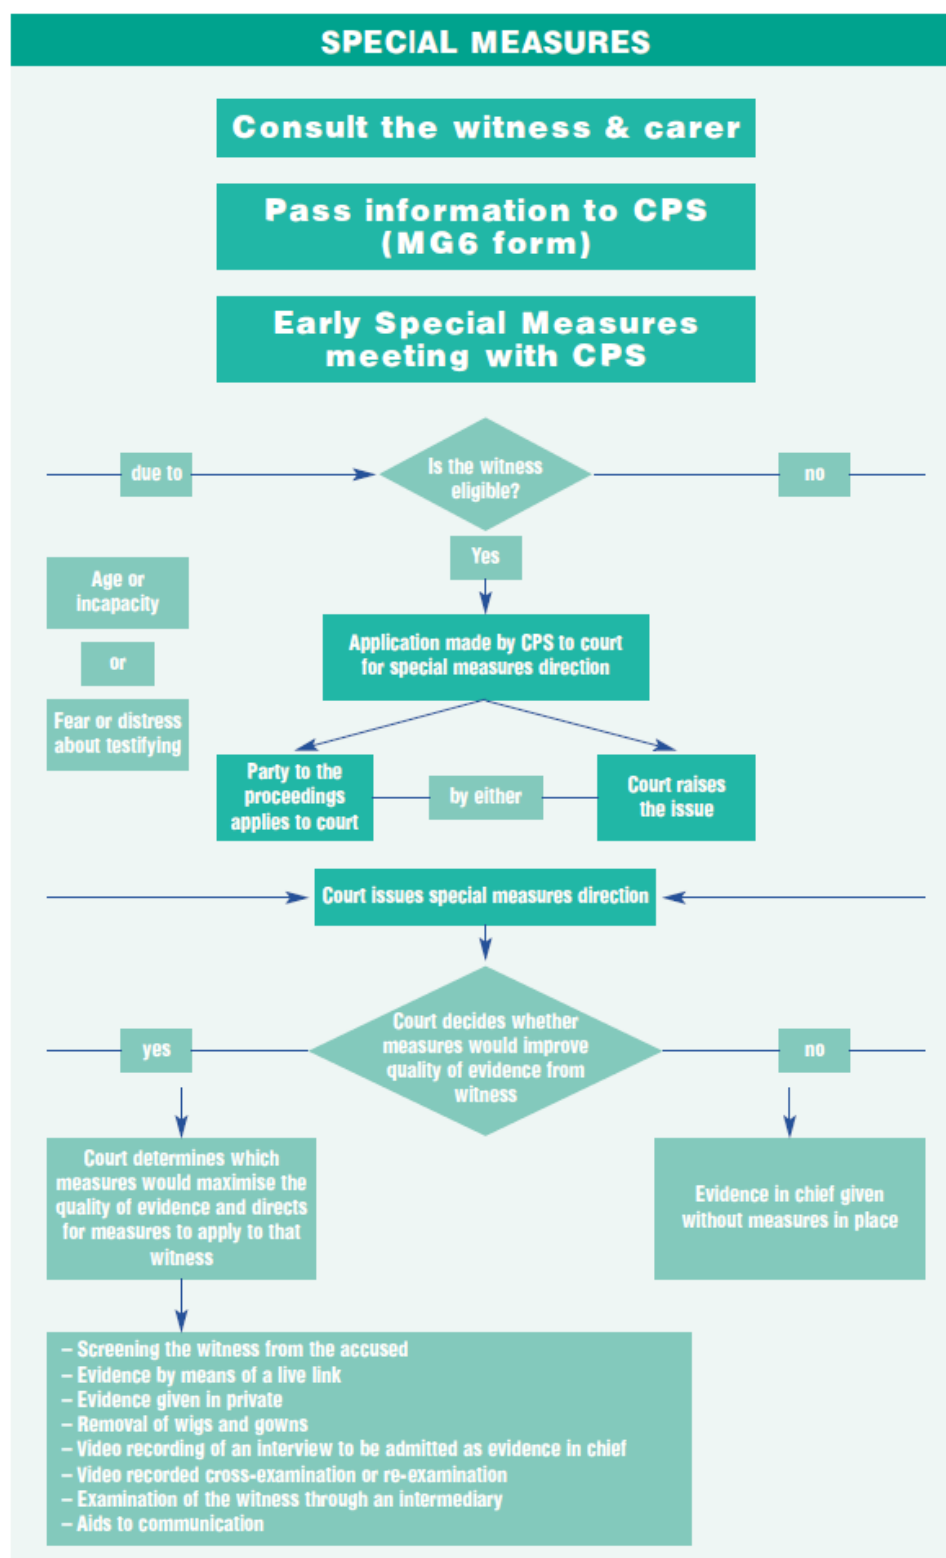 SPECIAL MEASURES
Consult the witness & carer
Pass information to CPS
(MG6 form)
Early Special Measures
meeting with CPS
due to
Is the witness
eligible?
no
Yes
Age or
incapacity
or
Fear or distress
about testifying
Application made by CPS to court
for special measures direction
Party to the
proceedings
applies to court
by either
Court raises
the issue
Court issues special measures direction
Court decides whether
measures would improve
quality of evidence from
witness
yes
no
Court determines which
measures would maximise the
quality of evidence and directs
for measures to apply to that
witness
Evidence in chief given
without measures in place
– Screening the witness from the accused
– Evidence by means of a live link
– Evidence given in private
– Removal of wigs and gowns
– Video recording of an interview to be admitted as evidence in chief
– Video recorded cross-examination or re-examination
– Examination of the witness through an intermediary
– Aids to communication